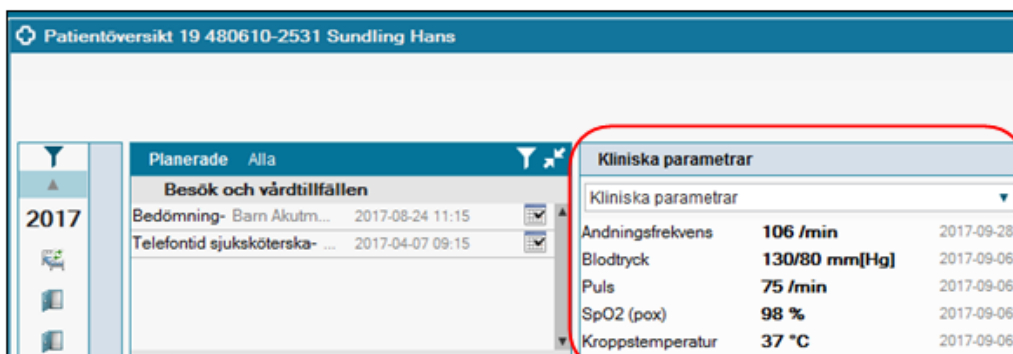 Patientöversikt 19 480610-2531 Sundling Hans
2017
Planerade Alla
Besök och vårdtillfällen
Bedömning- Barn Akutm... 2017-08-24 11:15
Telefontid sjuksköterska- ... 2017-04-07 09:15
Kliniska parametrar
Kliniska parametrar
Andningsfrekvens 106 /min 2017-09-28
Blodtryck 130/80 mm[Hg] 2017-09-06
Puls 75 /min 2017-09-06
SpO2 (pox) 98 % 2017-09-06
Kroppstemperatur 37 °C 2017-09-06